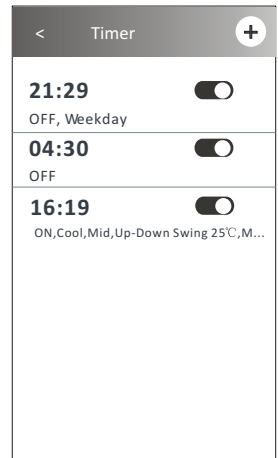 < Timer +
21:29
OFF, Weekday
04:30
OFF
16:19
ON,Cool,Mid,Up-Down Swing 25℃,M...